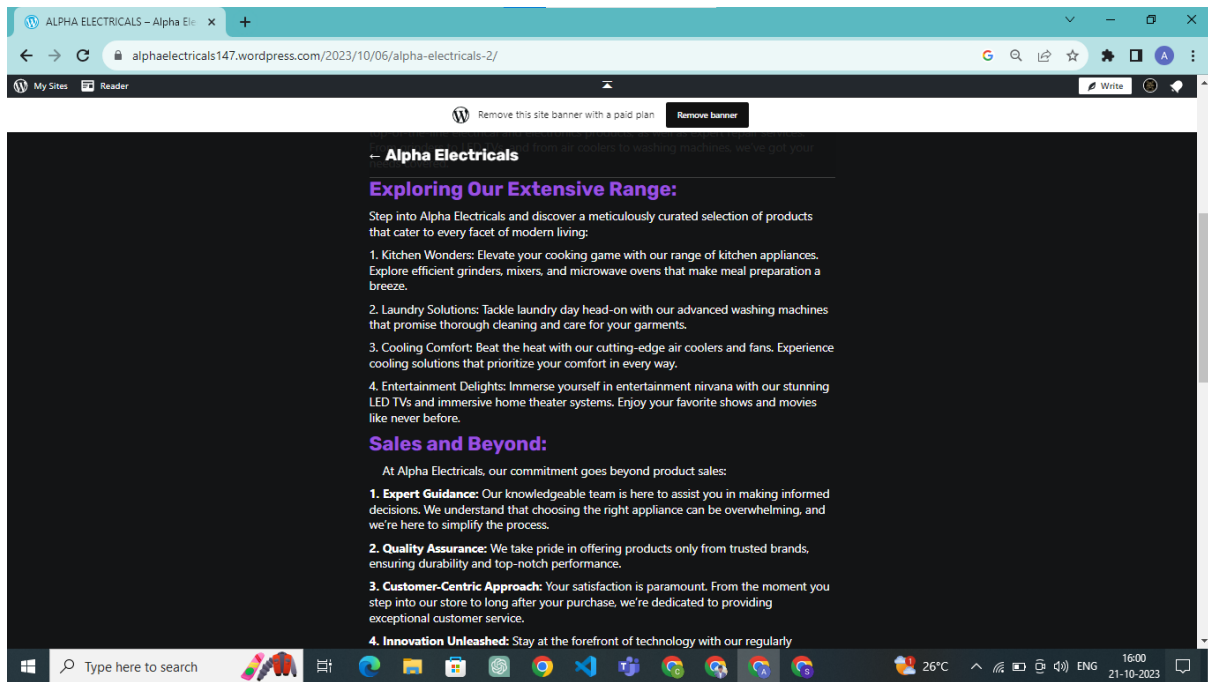 ALPHA ELECTRICALS – Alpha Ele
alphaelectricals147.wordpress.com/2023/10/06/alpha-electricals-2/
A
My Sites
Reader
Write
Remove this site banner with a paid plan
Remove banner
and from air coolers to washing machines, we've got your
← Alpha Electricals
Exploring Our Extensive Range:
Step into Alpha Electricals and discover a meticulously curated selection of products
that cater to every facet of modern living:
1. Kitchen Wonders: Elevate your cooking game with our range of kitchen appliances.
Explore efficient grinders, mixers, and microwave ovens that make meal preparation a
breeze.
2. Laundry Solutions: Tackle laundry day head-on with our advanced washing machines
that promise thorough cleaning and care for your garments.
3. Cooling Comfort: Beat the heat with our cutting-edge air coolers and fans. Experience
cooling solutions that prioritize your comfort in every way.
4. Entertainment Delights: Immerse yourself in entertainment nirvana with our stunning
LED TVs and immersive home theater systems. Enjoy your favorite shows and movies
like never before.
Sales and Beyond:
At Alpha Electricals, our commitment goes beyond product sales:
1. Expert Guidance: Our knowledgeable team is here to assist you in making informed
decisions. We understand that choosing the right appliance can be overwhelming, and
we're here to simplify the process.
2. Quality Assurance: We take pride in offering products only from trusted brands,
ensuring durability and top-notch performance.
3. Customer-Centric Approach: Your satisfaction is paramount. From the moment you
step into our store to long after your purchase, we're dedicated to providing
exceptional customer service.
4. Innovation Unleashed: Stay at the forefront of technology with our regularly
Type here to search
26°C
ENG
16:00
21-10-2023